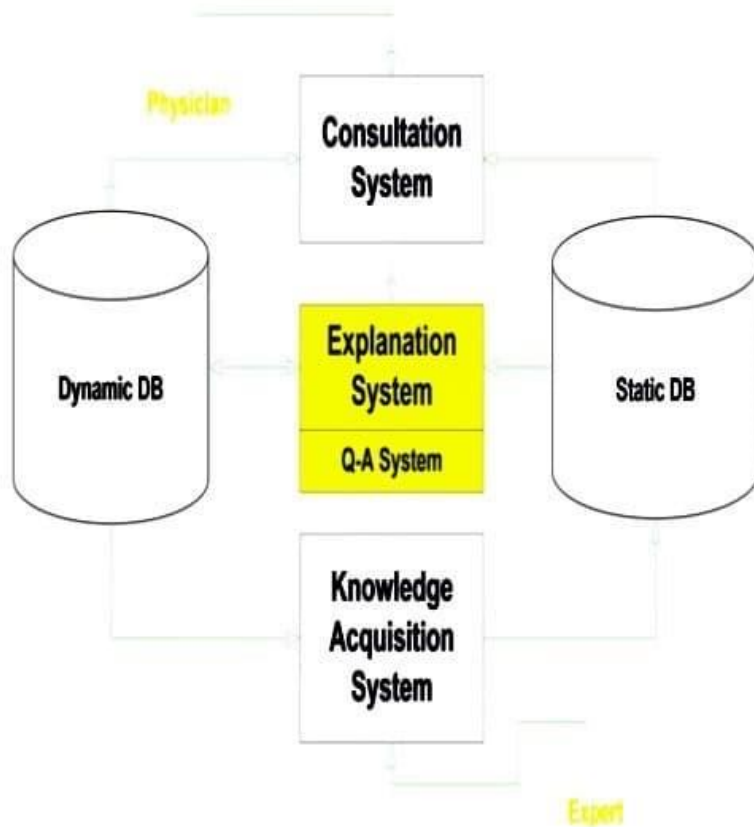 Physician
Consultation
System
Explanation
System
Dynamic DB
Static DB
Q-A System
Knowledge
Acquisition
System
Expert